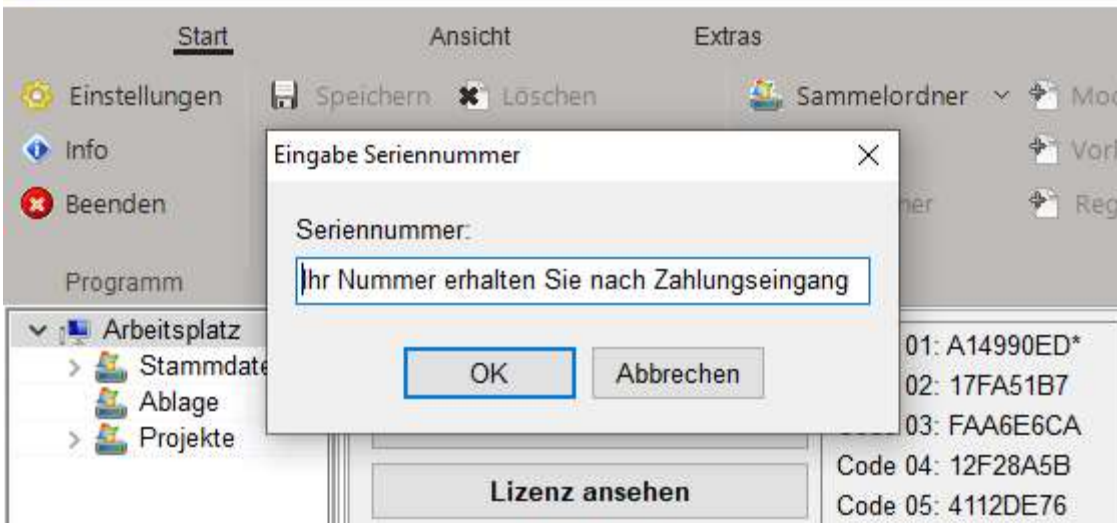 Start Ansicht Extras
Einstellungen Speichern Löschen Sammelordner
Info
Beenden
Programm
Eingabe Seriennummer
Seriennummer:
Ihr Nummer erhalten Sie nach Zahlungseingang
OK Abbrechen
Arbeitsplatz
Stammdate
Ablage
Projekte
Lizenz ansehen
01: A14990ED*
02: 17FA51B7
03: FAA6E6CA
Code 04: 12F28A5B
Code 05: 4112DE76